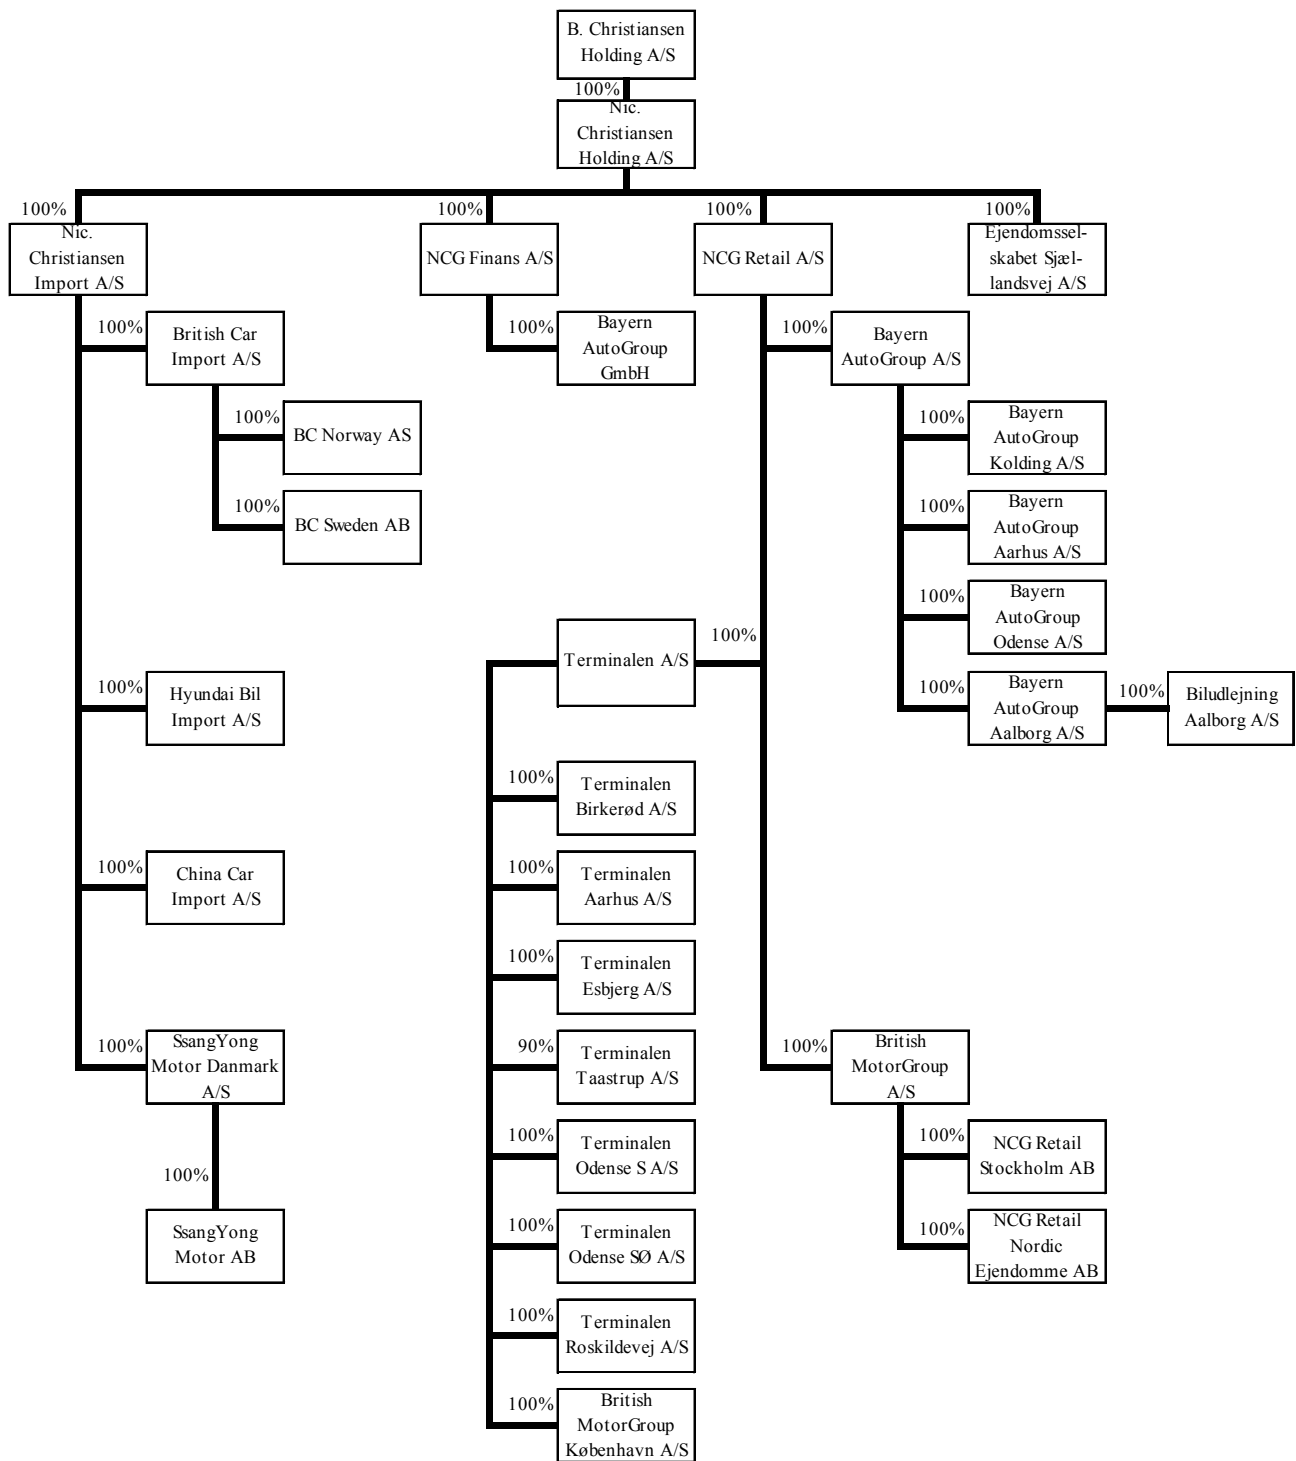 B. Christiansen
Holding A/S
100%
Nic.
Christiansen
Holding A/S
100%
100%
100%
100%
Nic.
Christiansen
Import A/S
NCG Finans A/S
NCG Retail A/S
Ejendomssel-
skabet Sjæl-
landsvej A/S
100%
British Car
Import A/S
100%
Bayern
AutoGroup
GmbH
100%
Bayern
AutoGroup A/S
100%
BC Norway AS
100%
Bayern
AutoGroup
Kolding A/S
100%
BC Sweden AB
100%
Bayern
AutoGroup
Aarhus A/S
100%
Bayern
AutoGroup
Odense A/S
Terminalen A/S
100%
100%
Hyundai Bil
Import A/S
100%
Bayern
AutoGroup
Aalborg A/S
100%
Biludlejning
Aalborg A/S
100%
Terminalen
Birkerød A/S
100%
China Car
Import A/S
100%
Terminalen
Aarhus A/S
100%
Terminalen
Esbjerg A/S
100%
SsangYong
Motor Danmark
A/S
90%
Terminalen
Taastrup A/S
100%
British
MotorGroup
A/S
100%
Terminalen
Odense S A/S
100%
NCG Retail
Stockholm AB
100%
SsangYong
Motor AB
100%
Terminalen
Odense SØ A/S
100%
NCG Retail
Nordic
Ejendomme AB
100%
Terminalen
Roskildevej A/S
100%
British
MotorGroup
København A/S